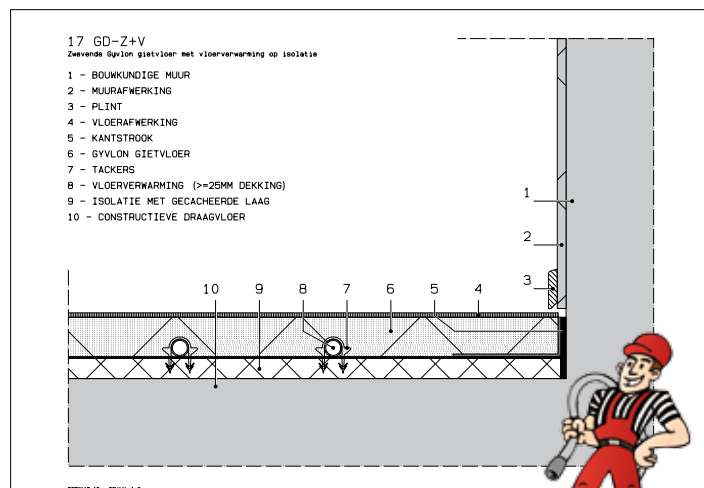 17 GD-Z+V
Zwevende Gyvlon gietvloer met vloerverwarming op isolatie
1 - BOUWKUNDIGE MUUR
2 - MUURAFWERKING
3 - PLINT
4 - VLOERAFWERKING
5 - KANTSTROOK
6 - GYVLON GIETVLOER
7 - TACKERS
8 - VLOERVERWARMING (>=25MM DEKKING)
9 - ISOLATIE MET GECACHEERDE LAAG
10 - CONSTRUCTIEVE DRAAGVLOER
1
2
3
10 9 8 7 6 5 4